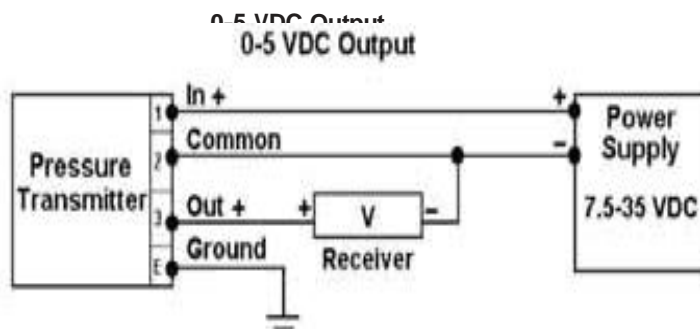 0-5 VDC Output
0-5 VDC Output
In +
+
1
Power
Supply
Common
-
2
Pressure
Transmitter
7.5-35 VDC
Out +
+
V
-
3
Receiver
Ground
E